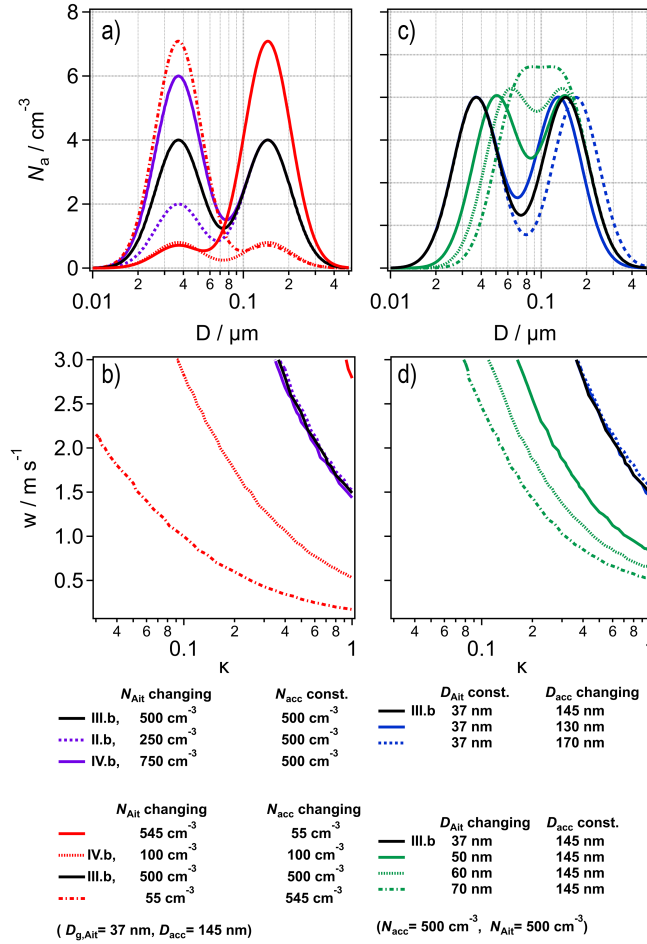 a)
c)
8
6
4
2
0
N_a / cm^-3
0.01 2 4 6 8 0.1 2 4
0.01 2 4 6 8 0.1 2 4
D / µm
D / µm
b)
d)
3.0
2.5
2.0
1.5
1.0
0.5
w / m s^-1
4 6 8 0.1 2 4 6 8 1
4 6 8 0.1 2 4 6 8 1
κ
κ
N_Ait changing N_acc const.
III.b, 500 cm^-3 500 cm^-3
II.b, 250 cm^-3 500 cm^-3
IV.b, 750 cm^-3 500 cm^-3
D_Ait const. D_acc changing
III.b 37 nm 145 nm
37 nm 130 nm
37 nm 170 nm
N_Ait changing N_acc changing
545 cm^-3 55 cm^-3
IV.b, 100 cm^-3 100 cm^-3
III.b, 500 cm^-3 500 cm^-3
55 cm^-3 545 cm^-3
( D_g,Ait= 37 nm, D_acc= 145 nm)
D_Ait changing D_acc const.
III.b 37 nm 145 nm
50 nm 145 nm
60 nm 145 nm
70 nm 145 nm
(N_acc= 500 cm^-3, N_Ait= 500 cm^-3)